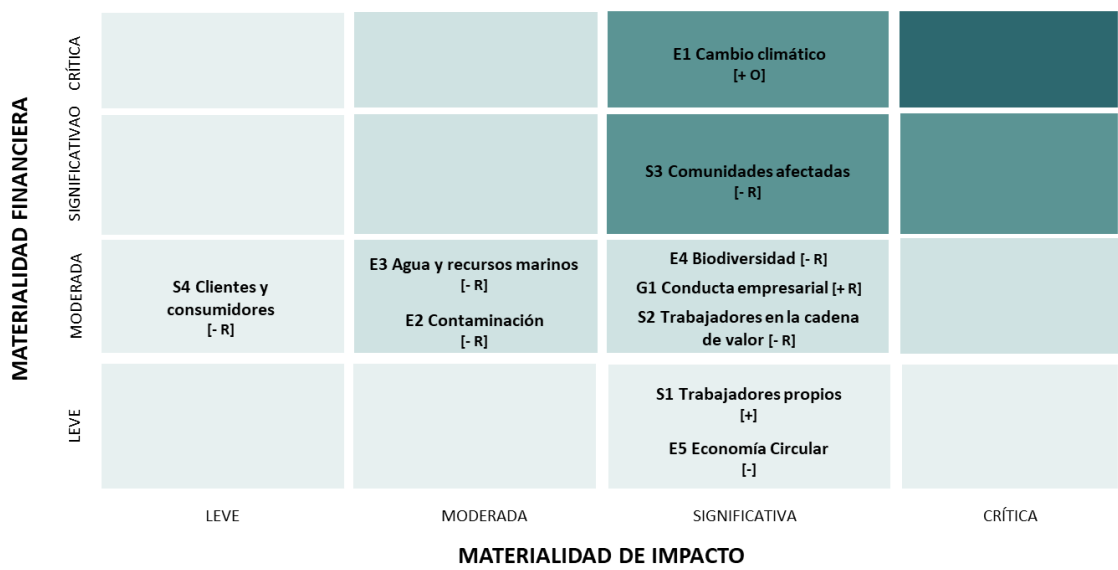 MATERIALIDAD FINANCIERA
CRÍTICA
E1 Cambio climático
[+ O]
SIGNIFICATIVAO
S3 Comunidades afectadas
[- R]
MODERADA
S4 Clientes y
consumidores
[- R]
E3 Agua y recursos marinos
[- R]
E2 Contaminación
[- R]
E4 Biodiversidad [- R]
G1 Conducta empresarial [+ R]
S2 Trabajadores en la cadena
de valor [- R]
LEVE
S1 Trabajadores propios
[+]
E5 Economía Circular
[-]
LEVE
MODERADA
SIGNIFICATIVA
CRÍTICA
MATERIALIDAD DE IMPACTO